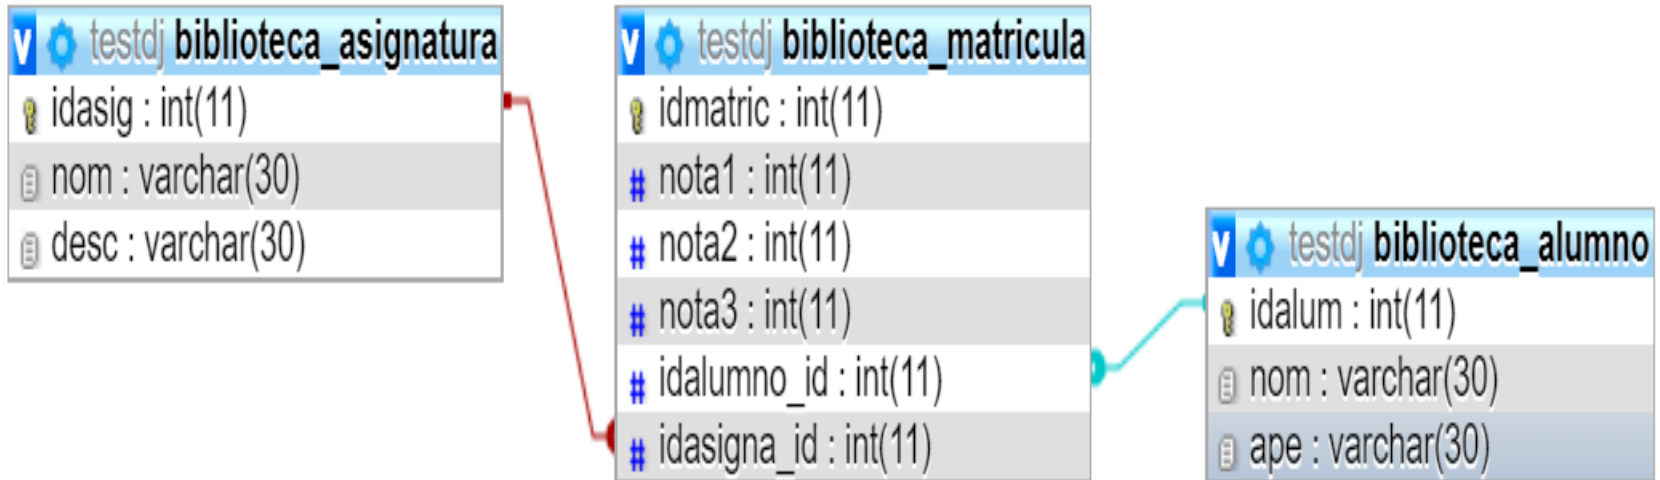 testdj biblioteca_asignatura
idasig : int(11)
nom : varchar(30)
desc : varchar(30)
testdj biblioteca_matricula
idmatric : int(11)
nota1 : int(11)
nota2 : int(11)
nota3 : int(11)
idalumno_id : int(11)
idasigna_id : int(11)
testdj biblioteca_alumno
idalum : int(11)
nom : varchar(30)
ape : varchar(30)